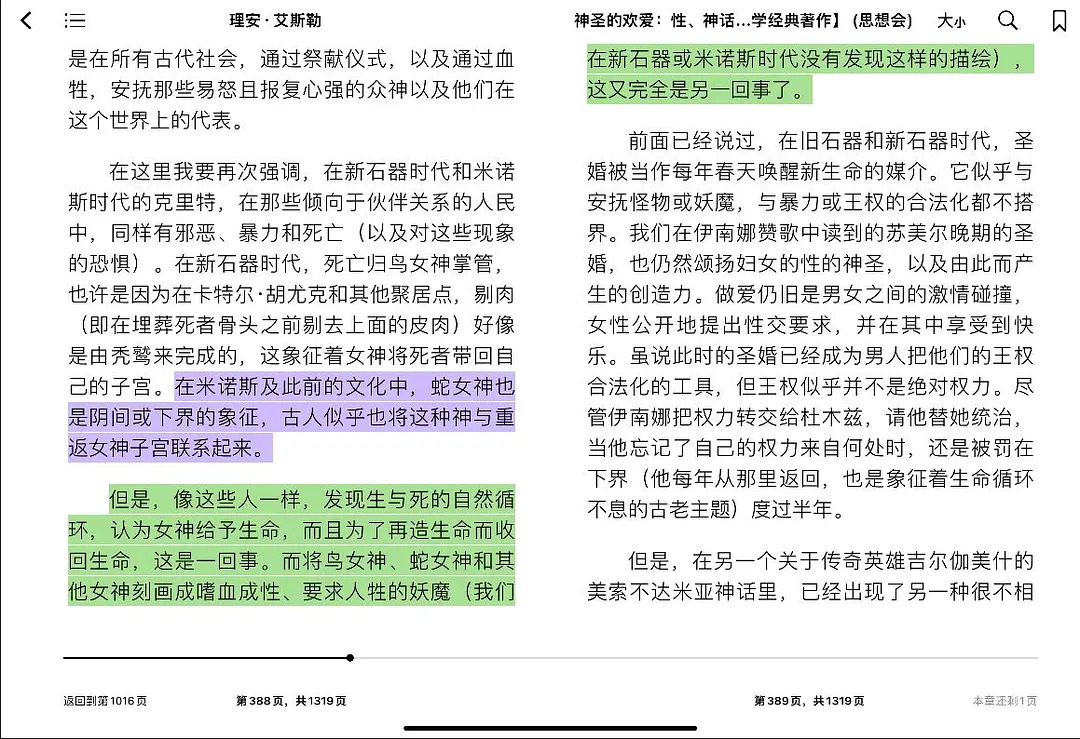 理安·艾斯勒
神圣的欢爱：性、神话...学经典著作】 (思想会)
大小
是在所有古代社会，通过祭献仪式，以及通过血
牲，安抚那些易怒且报复心强的众神以及他们在
这个世界上的代表。
在这里我要再次强调，在新石器时代和米诺
斯时代的克里特，在那些倾向于伙伴关系的人民
中，同样有邪恶、暴力和死亡（以及对这些现象
的恐惧）。在新石器时代，死亡归鸟女神掌管，
也许是因为在卡特尔·胡尤克和其他聚居点，剔肉
（即在埋葬死者骨头之前剔去上面的皮肉）好像
是由秃鹫来完成的，这象征着女神将死者带回自
己的子宫。在米诺斯及此前的文化中，蛇女神也
是阴间或下界的象征，古人似乎也将这种神与重
返女神子宫联系起来。
但是，像这些人一样，发现生与死的自然循
环，认为女神给予生命，而且为了再造生命而收
回生命，这是一回事。而将鸟女神、蛇女神和其
他女神刻画成嗜血成性、要求人牲的妖魔（我们
在新石器或米诺斯时代没有发现这样的描绘），
这又完全是另一回事了。
前面已经说过，在旧石器和新石器时代，圣
婚被当作每年春天唤醒新生命的媒介。它似乎与
安抚怪物或妖魔，与暴力或王权的合法化都不搭
界。我们在伊南娜赞歌中读到的苏美尔晚期的圣
婚，也仍然颂扬妇女的性的神圣，以及由此而产
生的创造力。做爱仍旧是男女之间的激情碰撞，
女性公开地提出性交要求，并在其中享受到快
乐。虽说此时的圣婚已经成为男人把他们的王权
合法化的工具，但王权似乎并不是绝对权力。尽
管伊南娜把权力转交给杜木兹，请他替她统治，
当他忘记了自己的权力来自何处时，还是被罚在
下界（他每年从那里返回，也是象征着生命循环
不息的古老主题）度过半年。
但是，在另一个关于传奇英雄吉尔伽美什的
美索不达米亚神话里，已经出现了另一种很不相
返回到第1016页
第388页，共1319页
第389页，共1319页
本章还剩1页